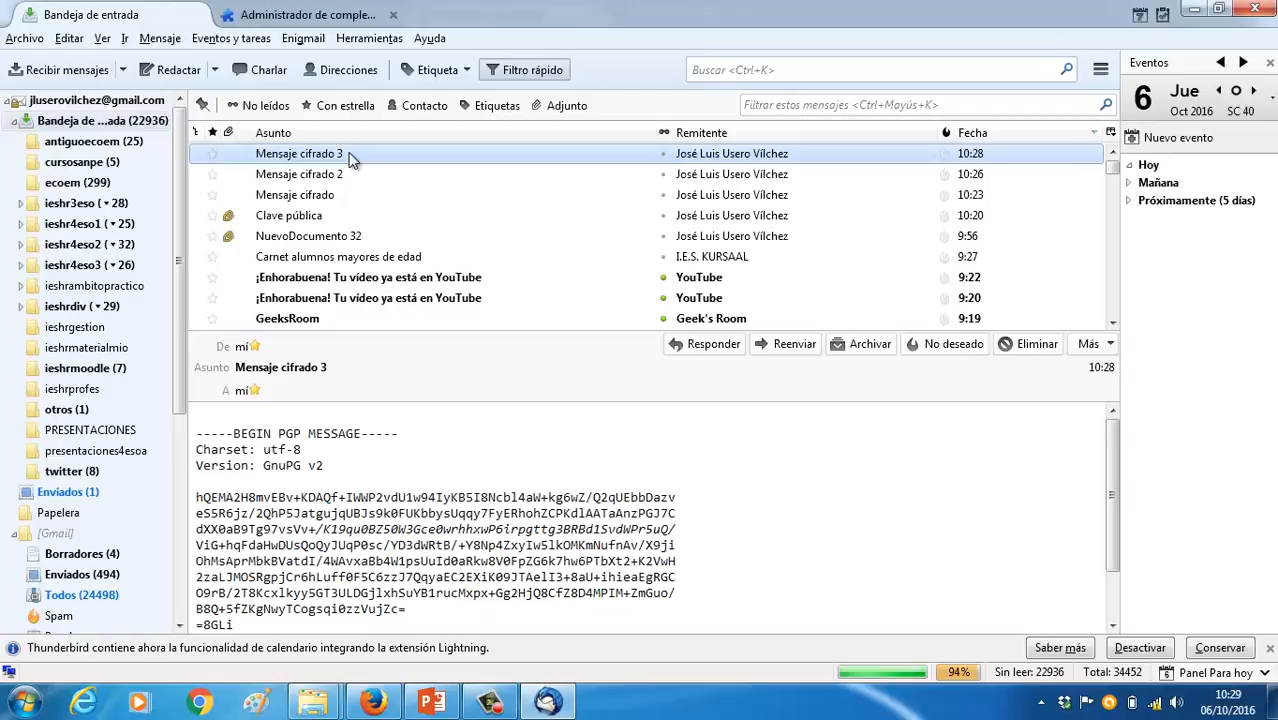 Bandeja de entrada
Administrador de comple...
Archivo Editar Ver Ir Mensaje Eventos y tareas Enigmail Herramientas Ayuda
Recibir mensajes Redactar Charlar Direcciones Etiqueta Filtro rápido Buscar <Ctrl+K>
Eventos
6 Jue
Oct 2016 SC 40
Nuevo evento
Hoy
Mañana
Próximamente (5 días)
jluserovilchez@gmail.com
Bandeja de ...ada (22936)
antiguoecoem (25)
cursosanpe (5)
ecoem (299)
ieshr3eso (▾ 28)
ieshr4eso1 (▾ 25)
ieshr4eso2 (▾ 32)
ieshr4eso3 (▾ 26)
ieshrambitopractico
ieshrdiv (▾ 29)
ieshrgestion
ieshrmaterialmio
ieshrmoodle (7)
ieshrprofes
otros (1)
PRESENTACIONES
presentaciones4esoa
twitter (8)
Enviados (1)
Papelera
[Gmail]
Borradores (4)
Enviados (494)
Todos (24498)
Spam
No leídos Con estrella Contacto Etiquetas Adjunto Filtrar estos mensajes <Ctrl+Mayús+K>
Asunto Remitente Fecha
Mensaje cifrado 3 José Luis Usero Vílchez 10:28
Mensaje cifrado 2 José Luis Usero Vílchez 10:26
Mensaje cifrado José Luis Usero Vílchez 10:23
Clave pública José Luis Usero Vílchez 10:20
NuevoDocumento 32 José Luis Usero Vílchez 9:56
Carnet alumnos mayores de edad I.E.S. KURSAAL 9:27
¡Enhorabuena! Tu vídeo ya está en YouTube YouTube 9:22
¡Enhorabuena! Tu vídeo ya está en YouTube YouTube 9:20
GeeksRoom Geek's Room 9:19
De mí Responder Reenviar Archivar No deseado Eliminar Más
Asunto Mensaje cifrado 3 10:28
A mí
-----BEGIN PGP MESSAGE-----
Charset: utf-8
Version: GnuPG v2
hQEMA2H8mvEBv+KDAQf+IWWP2vdU1w94IyKB5I8Ncbl4aW+kg6wZ/Q2qUEbbDazv
eS5R6jz/2QhP5JatgujqUBJs9k0FUKbbysUqqy7FyERhohZCPKdlAATaAnzPGJ7C
dXX0aB9Tg97vsVv+/K19qu0BZ50W3Gce0wrhhxwP6irpgttg3BRBd1SvdWPr5uQ/
ViG+hqFdaHwDUsQoQyJUqP0sc/YD3dWRtB/+Y8Np4ZxyIw5lkOMKmNufnAv/X9ji
OhMsAprMbkBVatdI/4WAvxaBb4W1psUuId0aRkw8V0FpZG6k7hw6PTbXt2+K2VwH
2zaLJMOSRgpjCr6hLuff0F5C6zzJ7QqyaEC2EXiK09JTAelI3+8aU+ihieaEgRGC
O9rB/2T8Kcxlkyy5GT3ULDGjlxhSuYB1rucMxpx+Gg2HjQ8CfZ8D4MPIM+ZmGuo/
B8Q+5fZKgNwyTCogsqi0zzVujZc=
=8GLi
Thunderbird contiene ahora la funcionalidad de calendario integrando la extensión Lightning. Saber más Desactivar Conservar
94% Sin leer: 22936 Total: 34452 Panel Para hoy
10:29
06/10/2016